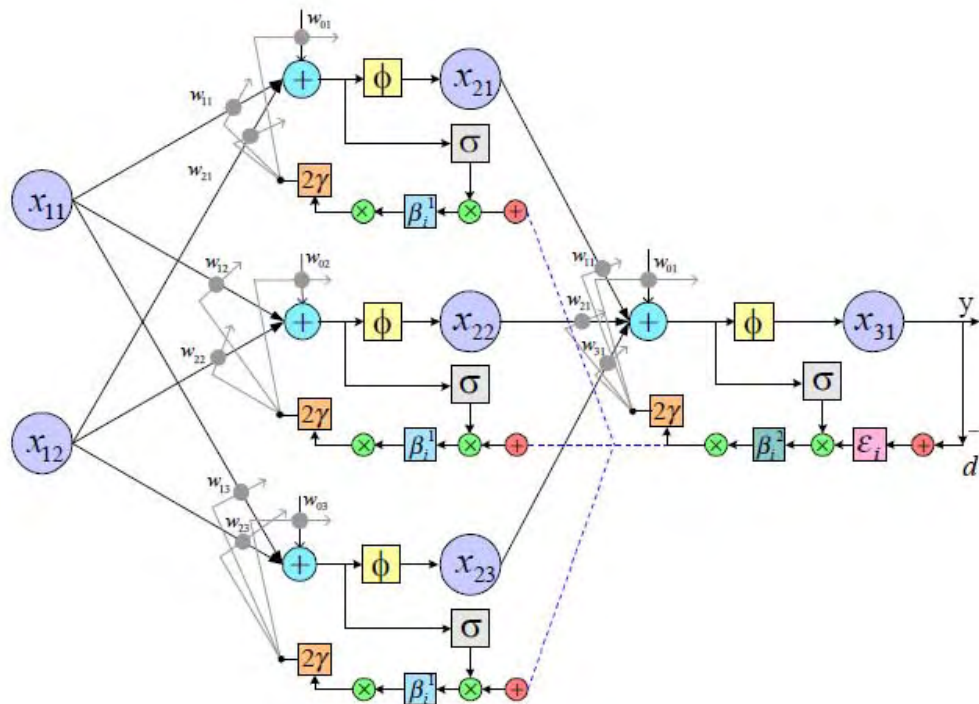 w₀₁
+ ϕ x₂₁
w₁₁
σ
w₂₁
2γ
× βᵢ¹ × +
x₁₁
w₁₂ w₀₂
+ ϕ x₂₂
w₂₂
σ
2γ
× βᵢ¹ × +
x₁₂
w₁₃ w₀₃
w₂₃
+ ϕ x₂₃
σ
2γ
× βᵢ¹ × +
w₁₁ w₀₁
w₂₁
w₃₁
+ ϕ x₃₁ y
σ
2γ
× βᵢ² × εᵢ + −
d